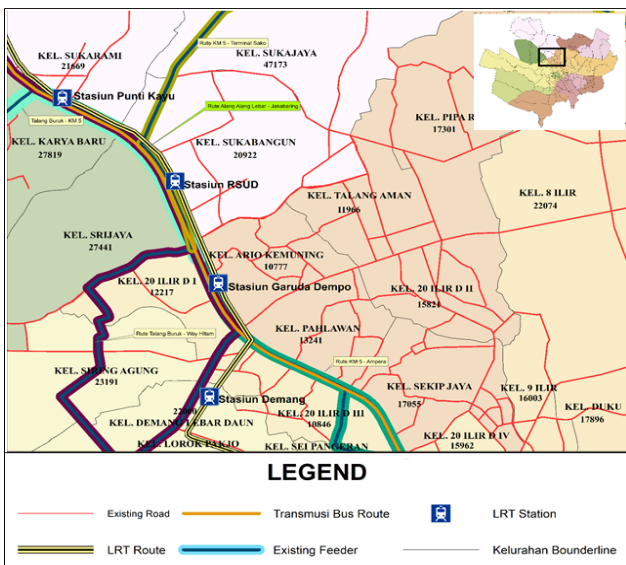 KEL. SUKARAMI
21669
KEL. SUKAJAYA
47173
Rute KM 5 - Terminal Sako
Stasiun Punti Kayu
Rute Alang Alang Lebar - Jakabaring
Talang Buruk - KM 5
KEL. PIPA R
17301
KEL. KARYA BARU
27819
KEL. SUKABANGUN
20922
Stasiun RSUD
KEL. TALANG AMAN
11966
KEL. 8 ILIR
22074
KEL. SRIJAYA
27441
KEL. ARIO KEMUNING
10777
KEL. 20 ILIR D I
12217
Stasiun Garuda Dempo
KEL. 20 ILIR D II
15821
KEL. PAHLAWAN
13241
Rute Talang Buruk - Way Hitam
Rute KM 5 - Ampera
KEL. SIRING AGUNG
23191
KEL. SEKIP JAYA
17055
KEL. 9 ILIR
16003
Stasiun Demang
KEL. DUKU
17896
KEL. 20 ILIR D III
10846
KEL. DEMANG LEBAR DAUN
KEL. 20 ILIR D IV
15962
KEL. LOROK PAKJO
KEL. SEI PANGERAN
LEGEND
Existing Road
Transmusi Bus Route
LRT Station
LRT Route
Existing Feeder
Kelurahan Bounderline